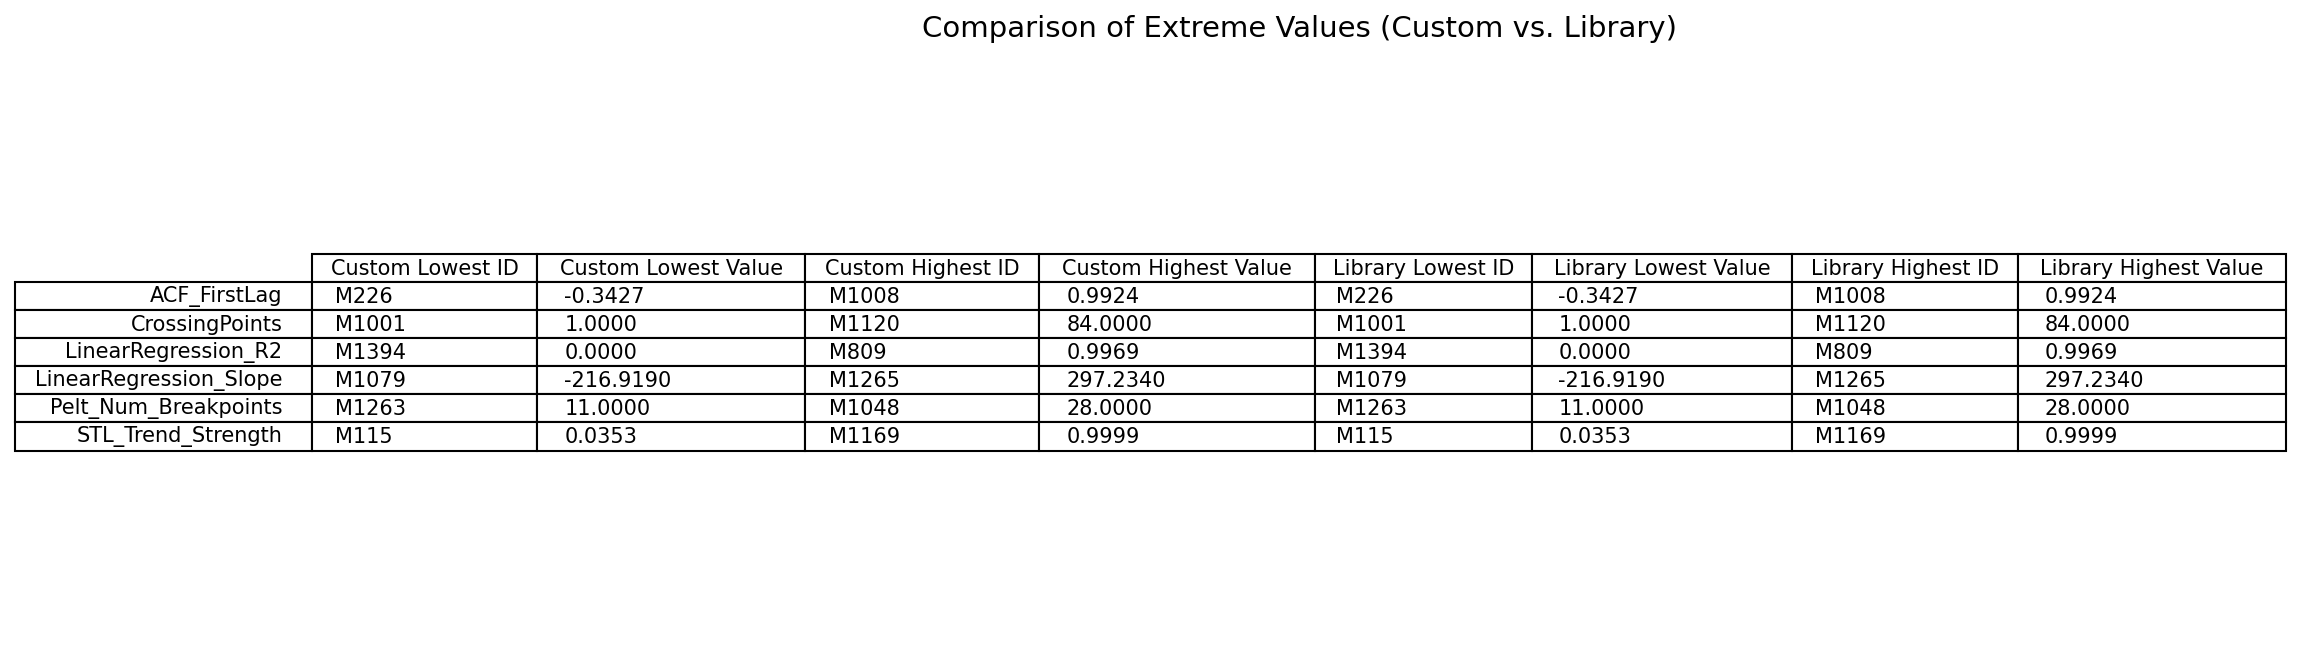 Comparison of Extreme Values (Custom vs. Library)
Custom Lowest ID Custom Lowest Value Custom Highest ID Custom Highest Value Library Lowest ID Library Lowest Value Library Highest ID Library Highest Value
ACF_FirstLag M226 -0.3427 M1008 0.9924 M226 -0.3427 M1008 0.9924
CrossingPoints M1001 1.0000 M1120 84.0000 M1001 1.0000 M1120 84.0000
LinearRegression_R2 M1394 0.0000 M809 0.9969 M1394 0.0000 M809 0.9969
LinearRegression_Slope M1079 -216.9190 M1265 297.2340 M1079 -216.9190 M1265 297.2340
Pelt_Num_Breakpoints M1263 11.0000 M1048 28.0000 M1263 11.0000 M1048 28.0000
STL_Trend_Strength M115 0.0353 M1169 0.9999 M115 0.0353 M1169 0.9999